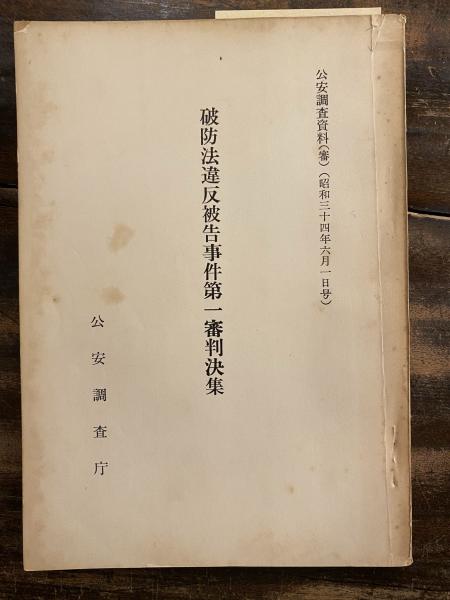 公安調査資料(審)(昭和三十四年六月一日号)
破防法違反被告事件第一審判決集
公安調査庁